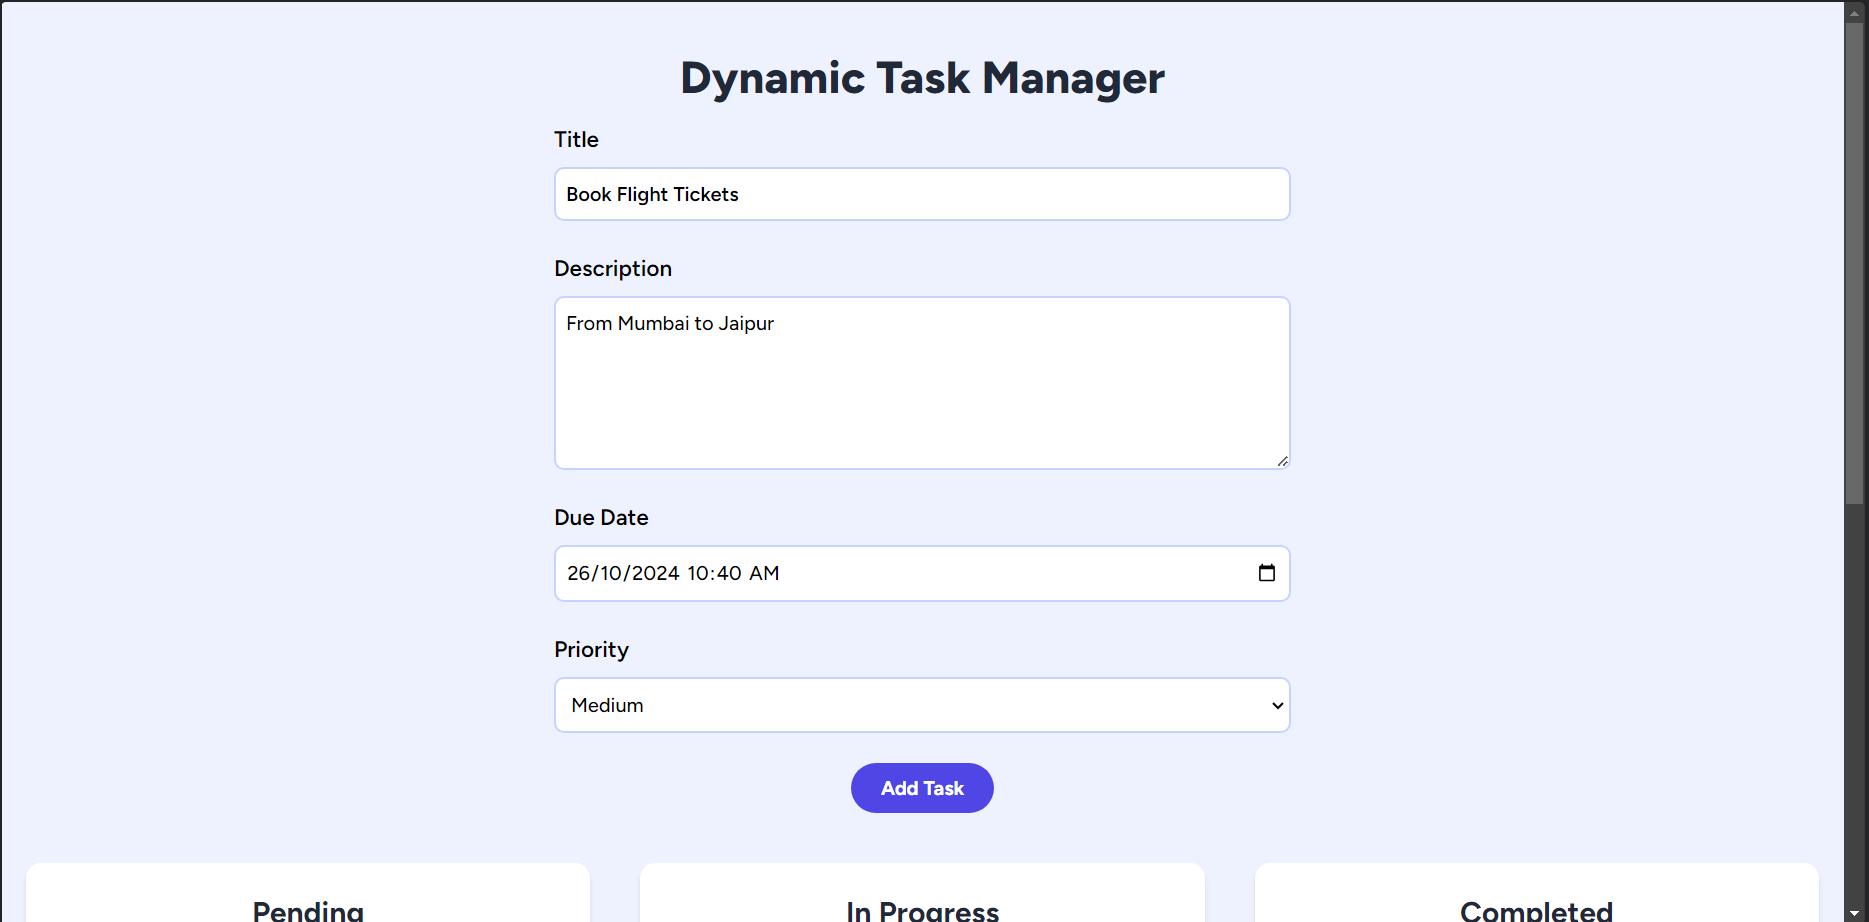 Dynamic Task Manager
Title
Book Flight Tickets
Description
From Mumbai to Jaipur
Due Date
26/10/2024 10:40 AM
Priority
Medium
Add Task
Pending
In Progress
Completed